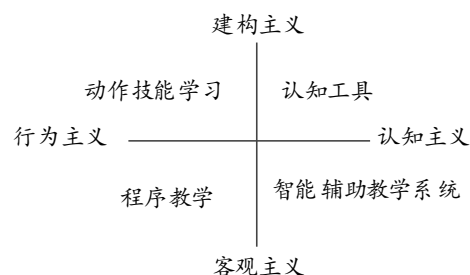 建构主义
动作技能学习 认知工具
行为主义 认知主义
程序教学 智能辅助教学系统
客观主义